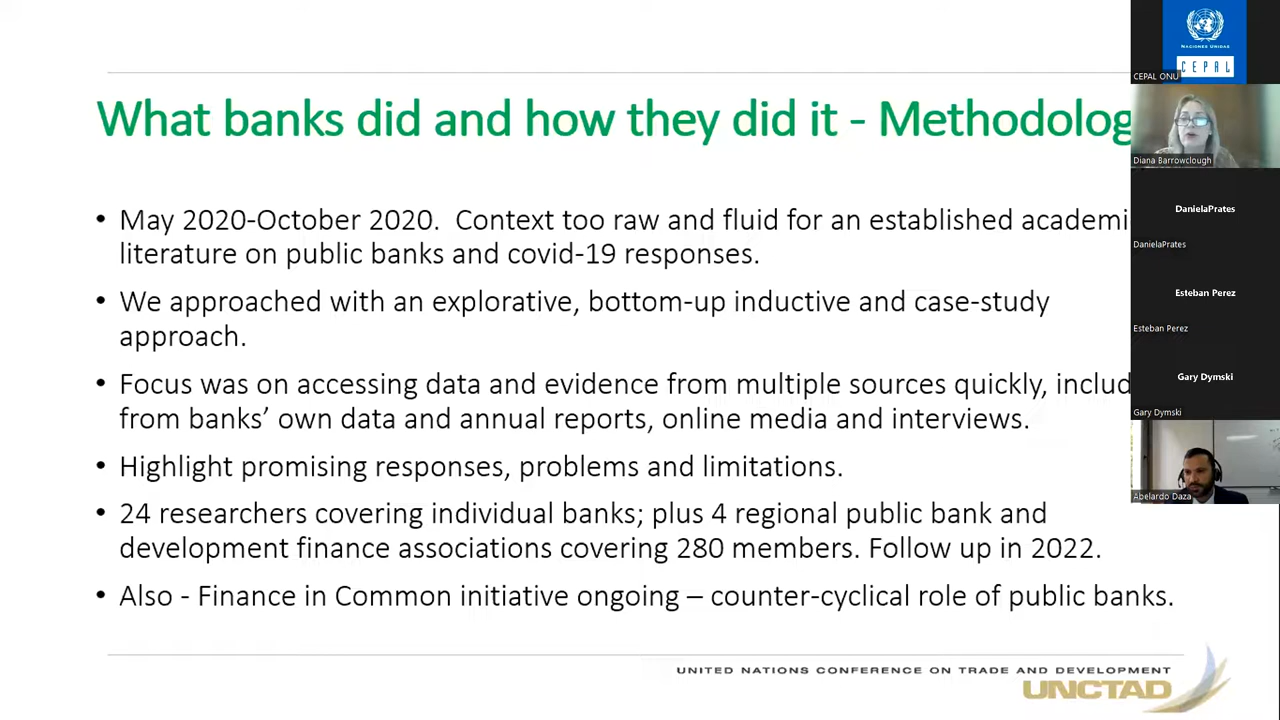 What banks did and how they did it - Methodolog
• May 2020-October 2020.  Context too raw and fluid for an established academi
literature on public banks and covid-19 responses.
• We approached with an explorative, bottom-up inductive and case-study
approach.
• Focus was on accessing data and evidence from multiple sources quickly, includ
from banks’ own data and annual reports, online media and interviews.
• Highlight promising responses, problems and limitations.
• 24 researchers covering individual banks; plus 4 regional public bank and
development finance associations covering 280 members. Follow up in 2022.
• Also - Finance in Common initiative ongoing – counter-cyclical role of public banks.
UNITED NATIONS CONFERENCE ON TRADE AND DEVELOPMENT
UNCTAD
NACIONES UNIDAS
CEPAL
CEPAL ONU
Diana Barrowclough
DanielaPrates
DanielaPrates
Esteban Perez
Esteban Perez
Gary Dymski
Gary Dymski
Abelardo Daza